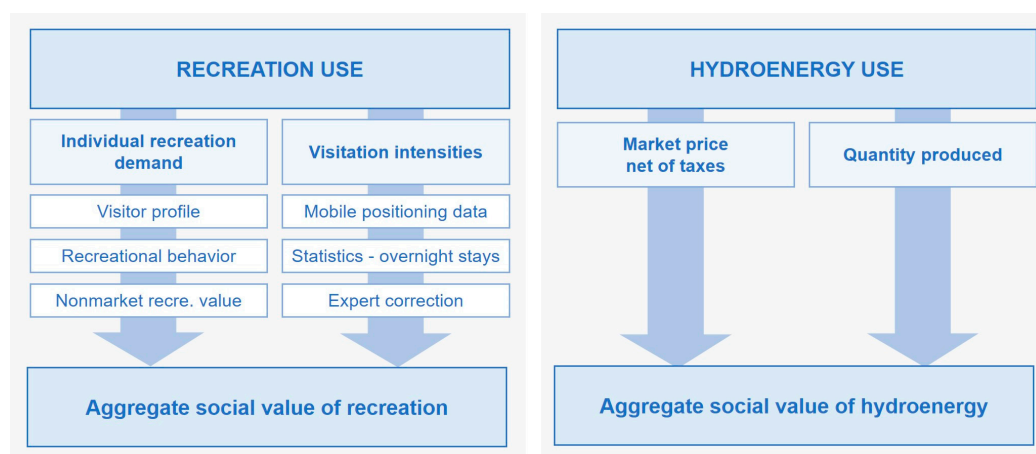 RECREATION USE
Individual recreation
demand
Visitation intensities
Visitor profile
Mobile positioning data
Recreational behavior
Statistics - overnight stays
Nonmarket recre. value
Expert correction
Aggregate social value of recreation
HYDROENERGY USE
Market price
net of taxes
Quantity produced
Aggregate social value of hydroenergy